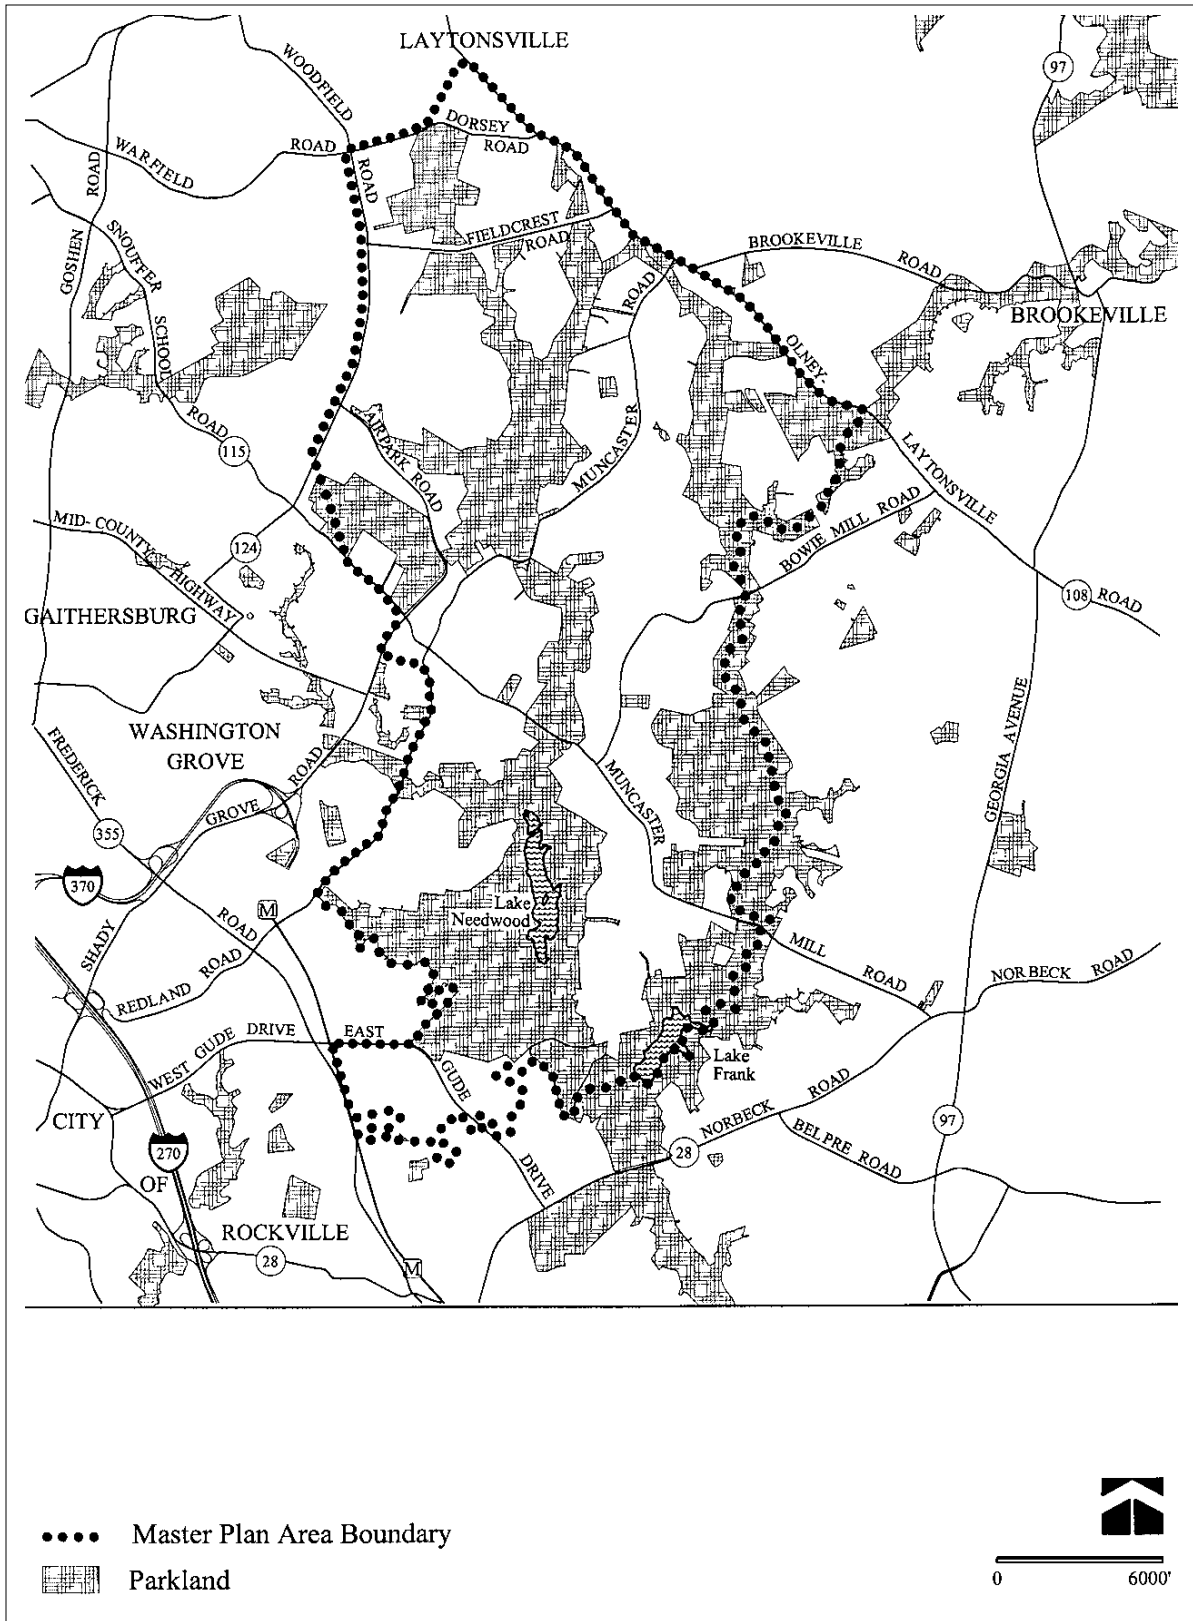 LAYTONSVILLE
WOODFIELD
ROAD
97
DORSEY
ROAD
WARFIELD
ROAD
ROAD
SNOUFFER
SCHOOL
ROAD
115
GOSHEN
FIELDCREST
ROAD
BROOKEVILLE
ROAD
ROAD
BROOKEVILLE
OLNEY-
LAYTONSVILLE
108
ROAD
AIRPARK ROAD
MUNCASTER
BOWIE MILL ROAD
MID-COUNTY
HIGHWAY
124
GAITHERSBURG
WASHINGTON
GROVE
GEORGIA AVENUE
FREDERICK
355
ROAD
GROVE
SHADY
370
MUNCASTER
MILL
ROAD
Lake
Needwood
M
ROAD
REDLAND
ROAD
NORBECK
ROAD
WEST GUDE
DRIVE
EAST
GUDE
DRIVE
Lake
Frank
CITY
OF
ROCKVILLE
270
28
M
28
NORBECK
ROAD
BELPRE ROAD
97
Master Plan Area Boundary
Parkland
0
6000'